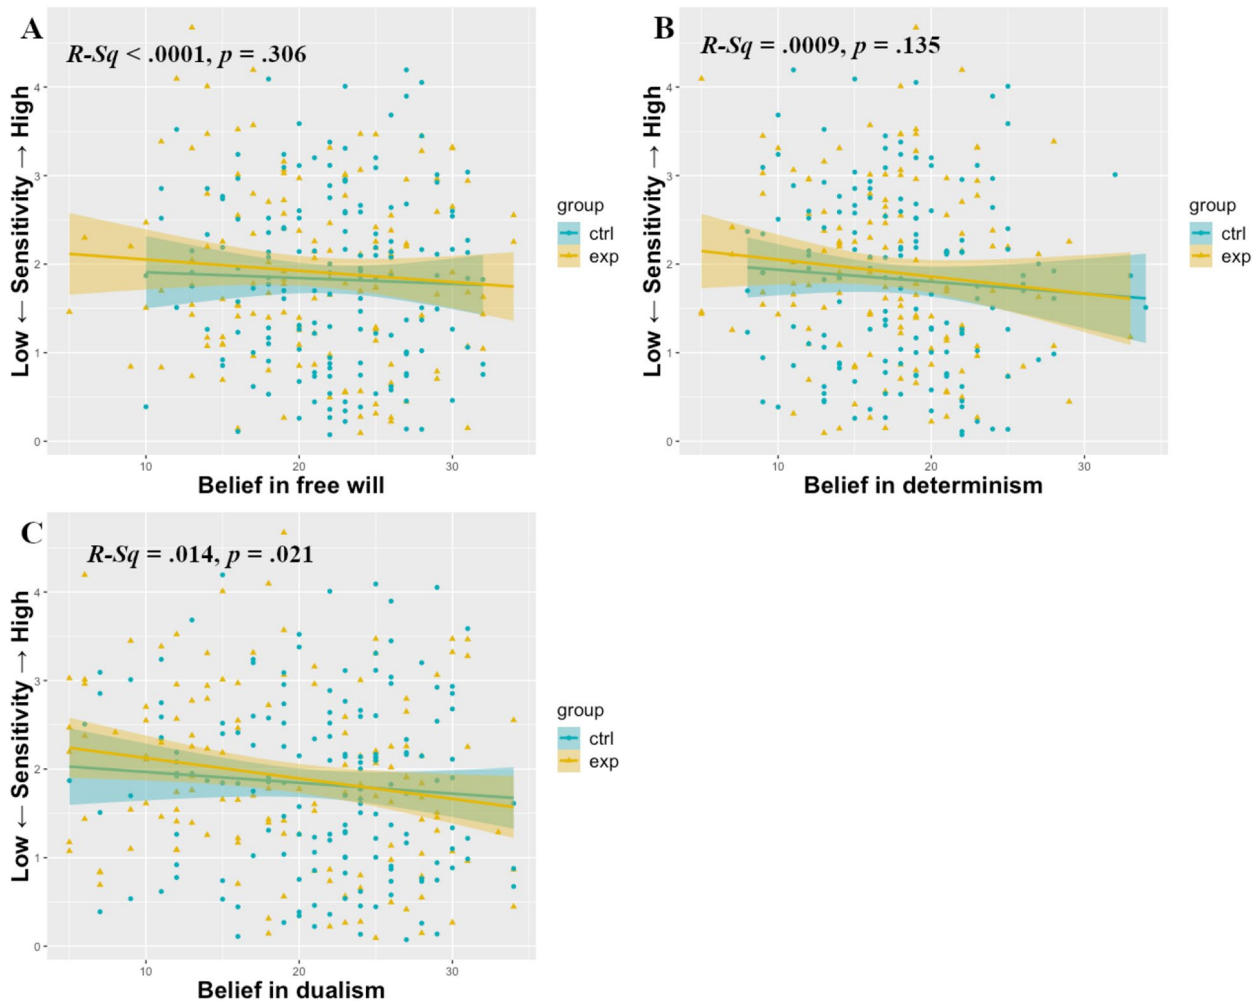 A
R-Sq < .0001, p = .306
Low ← Sensitivity → High
4
3
2
1
0
10
20
30
Belief in free will
group
ctrl
exp
B
R-Sq = .0009, p = .135
Low ← Sensitivity → High
4
3
2
1
0
10
20
30
Belief in determinism
group
ctrl
exp
C
R-Sq = .014, p = .021
Low ← Sensitivity → High
4
3
2
1
0
10
20
30
Belief in dualism
group
ctrl
exp